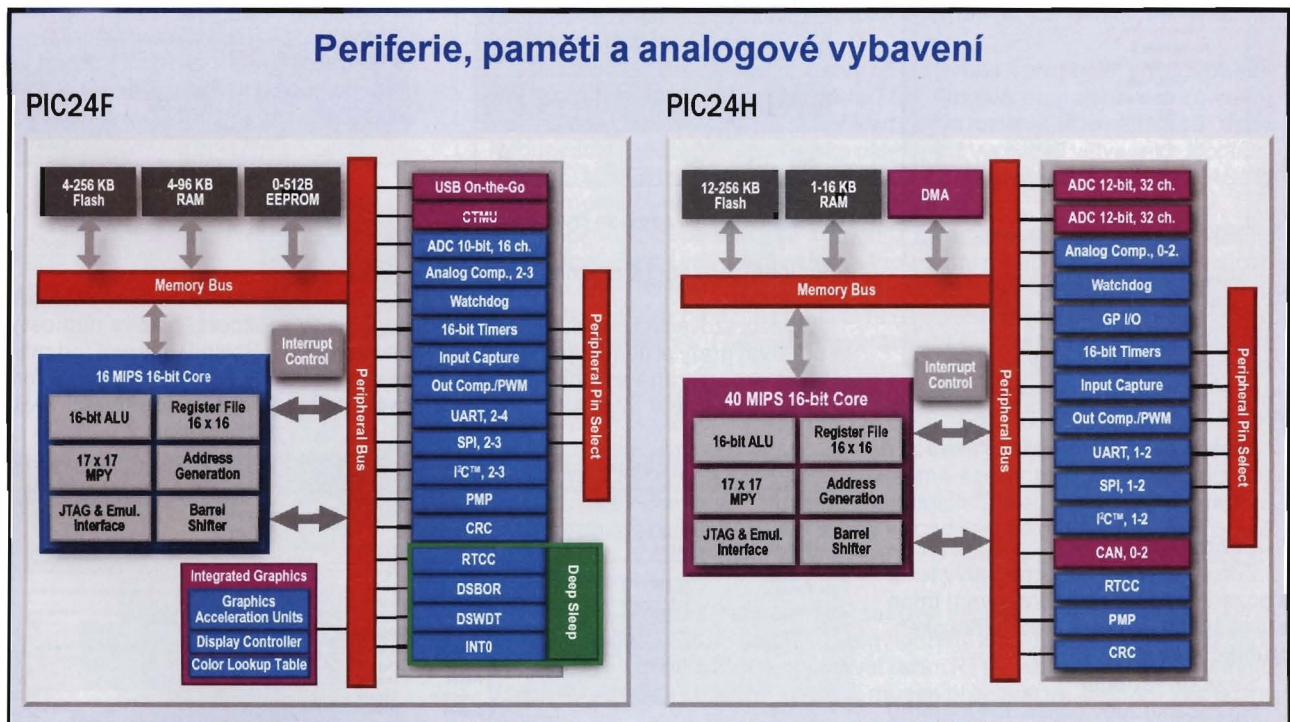 Periferie, paměti a analogové vybavení
PIC24F
4-256 KB
Flash
4-96 KB
RAM
0-512B
EEPROM
Memory Bus
Interrupt
Control
16 MIPS 16-bit Core
16-bit ALU
Register File
16 x 16
17 x 17
MPY
Address
Generation
JTAG & Emul.
Interface
Barrel
Shifter
Integrated Graphics
Graphics
Acceleration Units
Display Controller
Color Lookup Table
Peripheral Bus
USB On-the-Go
CTMU
ADC 10-bit, 16 ch.
Analog Comp., 2-3
Watchdog
16-bit Timers
Input Capture
Out Comp./PWM
UART, 2-4
SPI, 2-3
I²C™, 2-3
PMP
CRC
RTCC
DSBOR
DSWDT
INT0
Deep Sleep
Peripheral Pin Select
PIC24H
12-256 KB
Flash
1-16 KB
RAM
DMA
Memory Bus
Interrupt
Control
40 MIPS 16-bit Core
16-bit ALU
Register File
16 x 16
17 x 17
MPY
Address
Generation
JTAG & Emul.
Interface
Barrel
Shifter
Peripheral Bus
ADC 12-bit, 32 ch.
ADC 12-bit, 32 ch.
Analog Comp., 0-2.
Watchdog
GP I/O
16-bit Timers
Input Capture
Out Comp./PWM
UART, 1-2
SPI, 1-2
I²C™, 1-2
CAN, 0-2
RTCC
PMP
CRC
Peripheral Pin Select